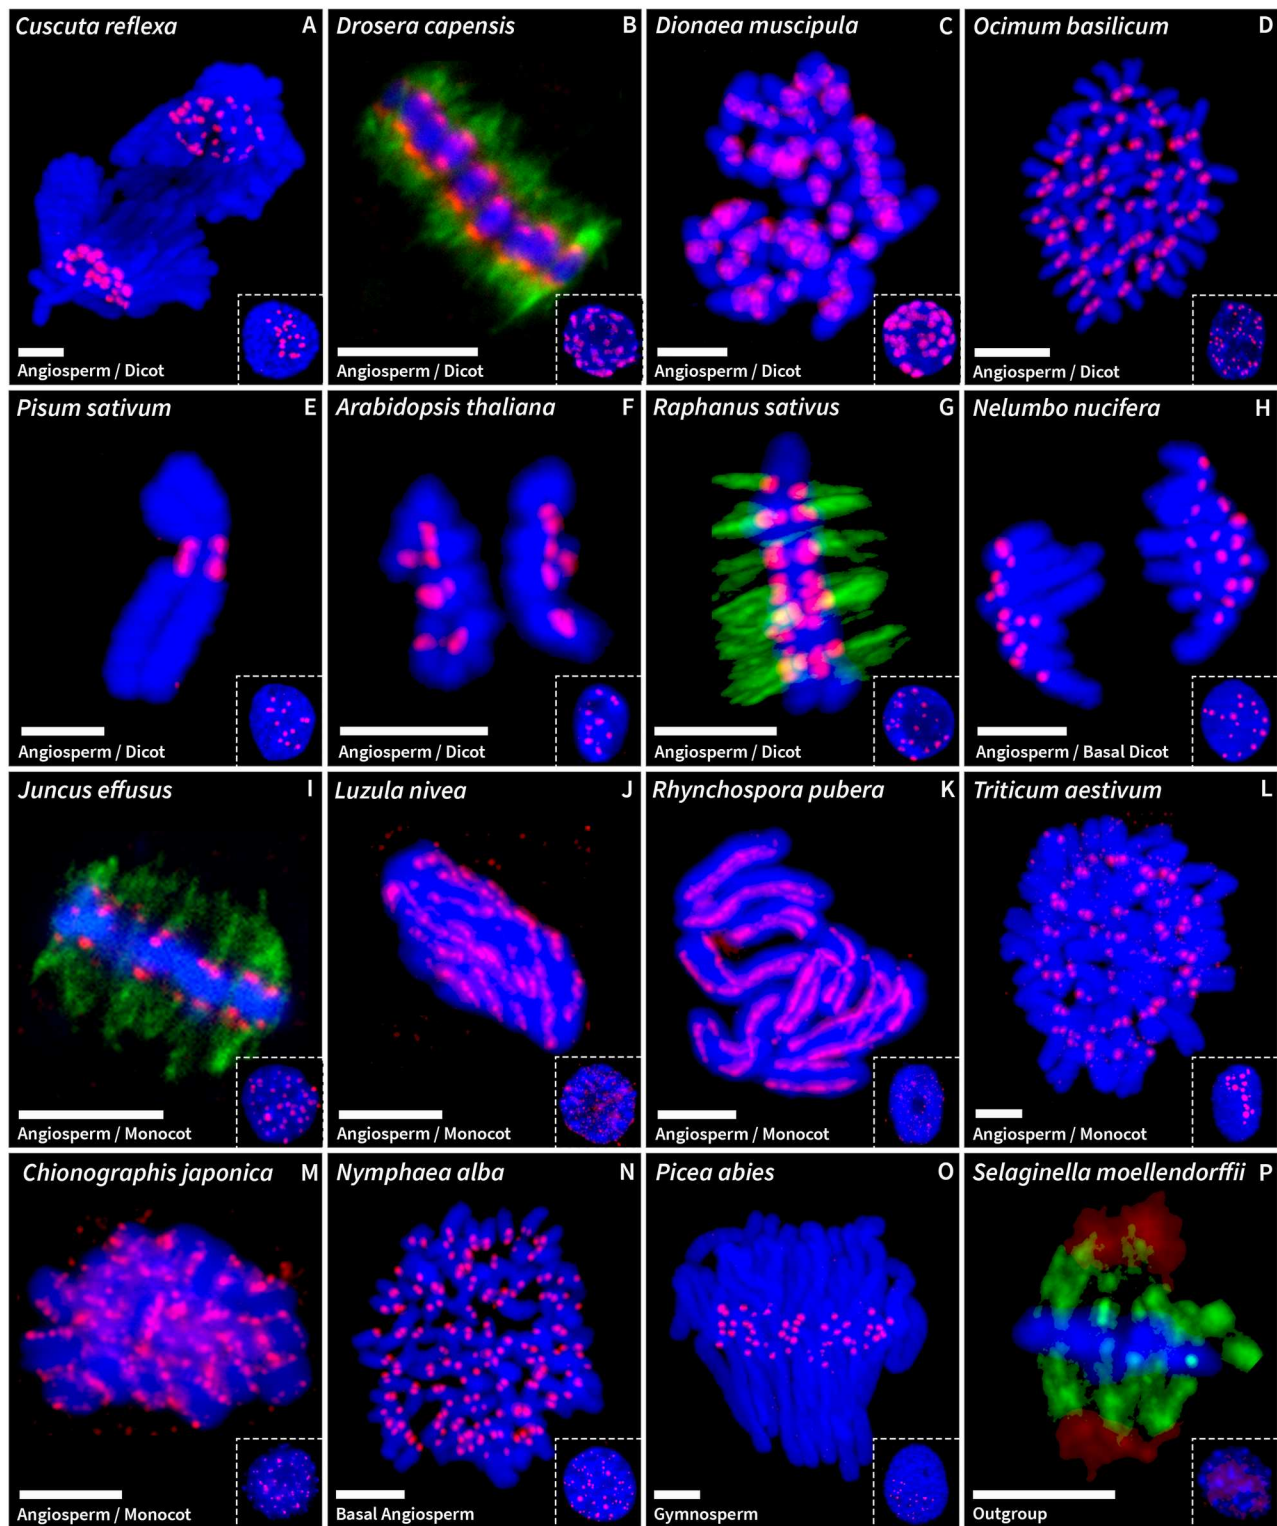 Cuscuta reflexa A
Angiosperm / Dicot
Drosera capensis B
Angiosperm / Dicot
Dionaea muscipula C
Angiosperm / Dicot
Ocimum basilicum D
Angiosperm / Dicot
Pisum sativum E
Angiosperm / Dicot
Arabidopsis thaliana F
Angiosperm / Dicot
Raphanus sativus G
Angiosperm / Dicot
Nelumbo nucifera H
Angiosperm / Basal Dicot
Juncus effusus I
Angiosperm / Monocot
Luzula nivea J
Angiosperm / Monocot
Rhynchospora pubera K
Angiosperm / Monocot
Triticum aestivum L
Angiosperm / Monocot
Chionographis japonica M
Angiosperm / Monocot
Nymphaea alba N
Basal Angiosperm
Picea abies O
Gymnosperm
Selaginella moellendorffii P
Outgroup